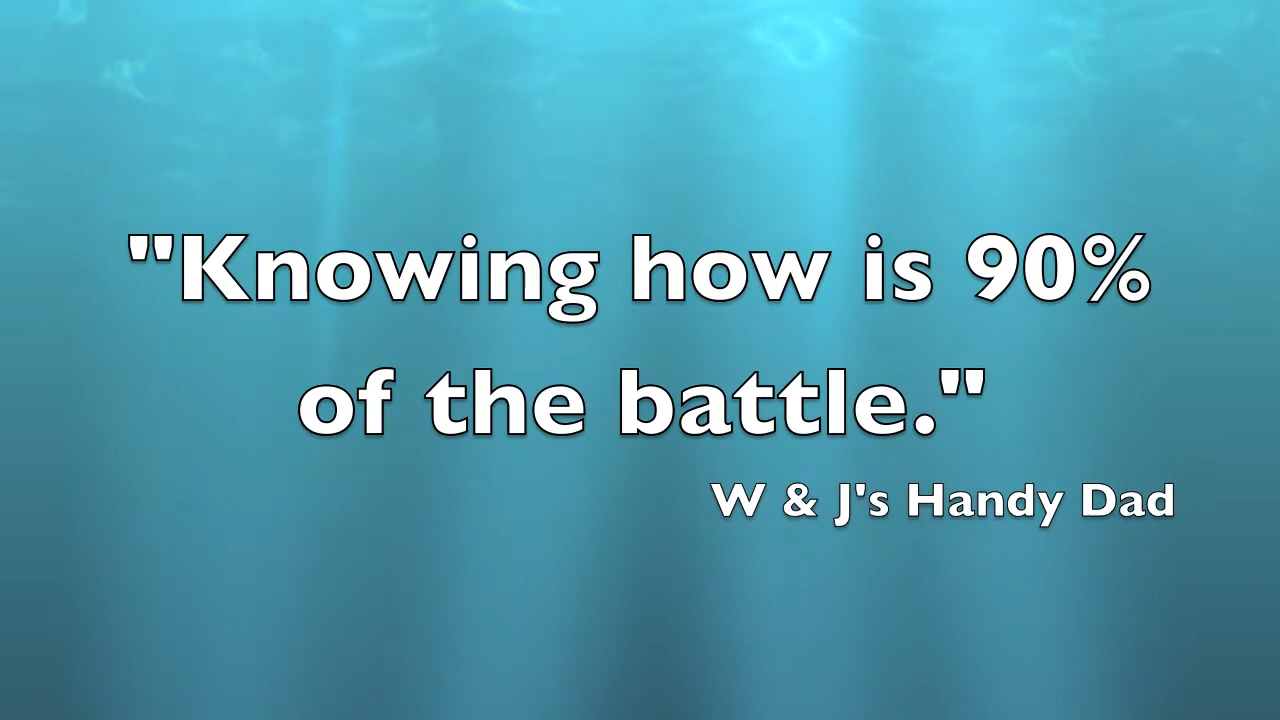 "Knowing how is 90%
of the battle."
W & J's Handy Dad